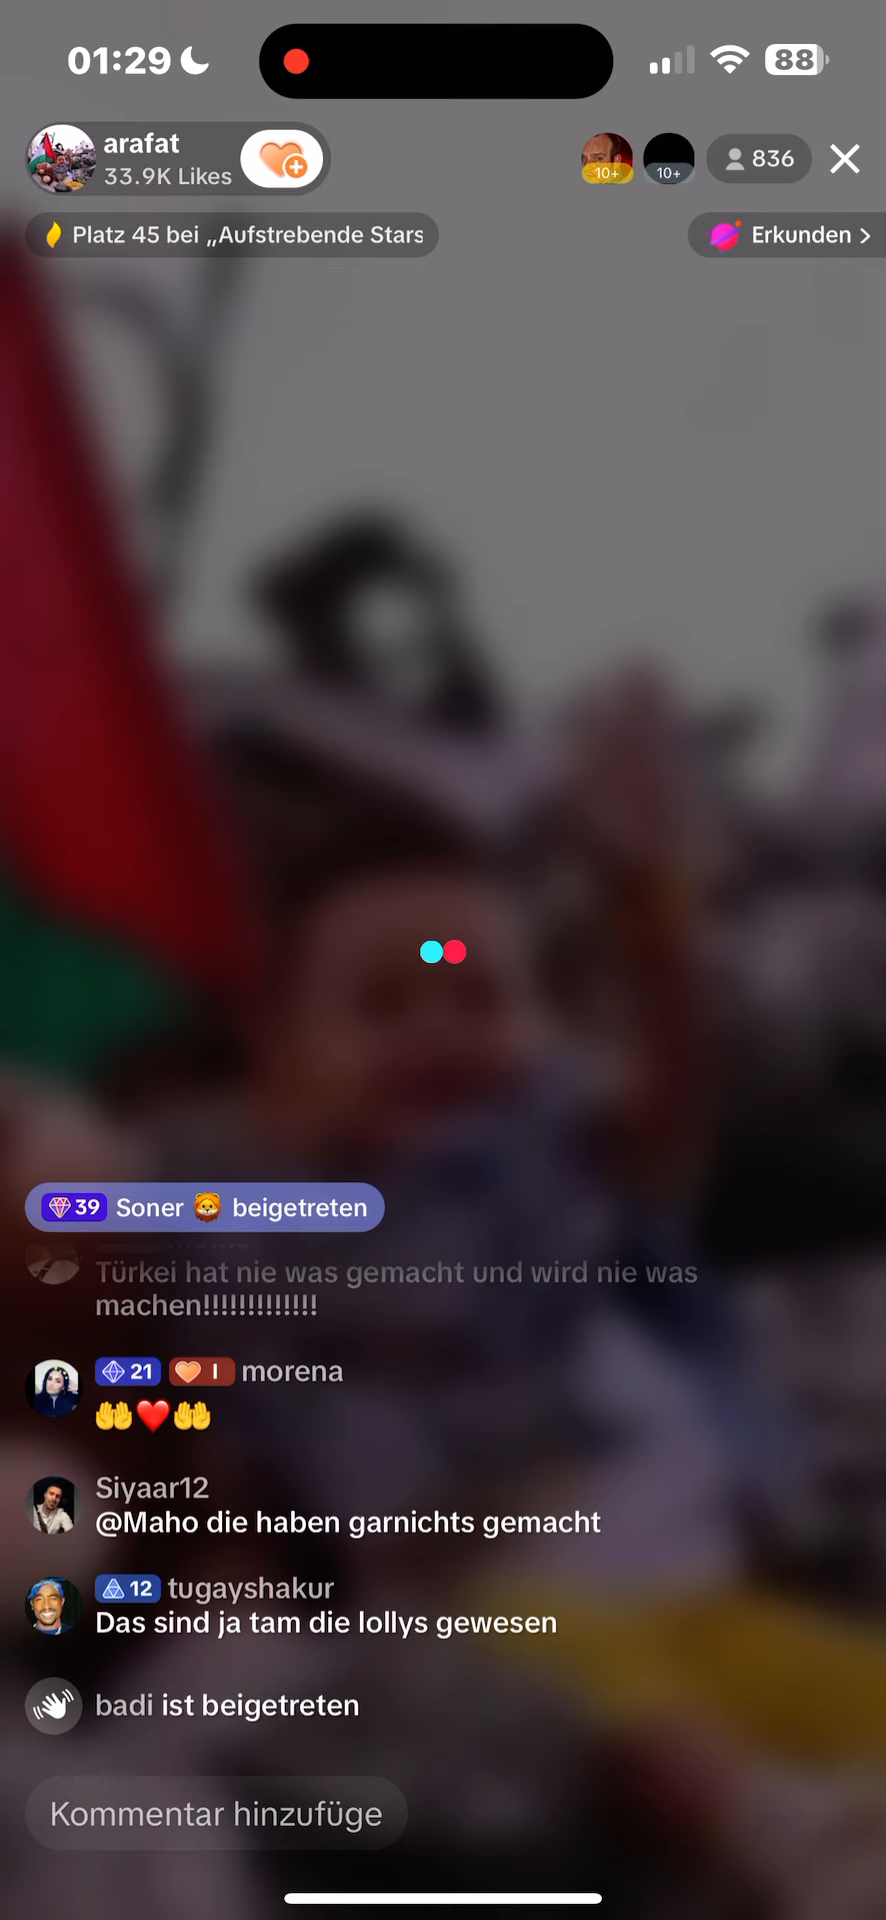 01:29
88
arafat
33.9K Likes
10+
10+
836
Platz 45 bei „Aufstrebende Stars
Erkunden >
39 Soner 🦁 beigetreten
Türkei hat nie was gemacht und wird nie was
machen!!!!!!!!!!!!!
21 I morena
🤲❤️🤲
Siyaar12
@Maho die haben garnichts gemacht
12 tugayshakur
Das sind ja tam die lollys gewesen
badi ist beigetreten
Kommentar hinzufüge